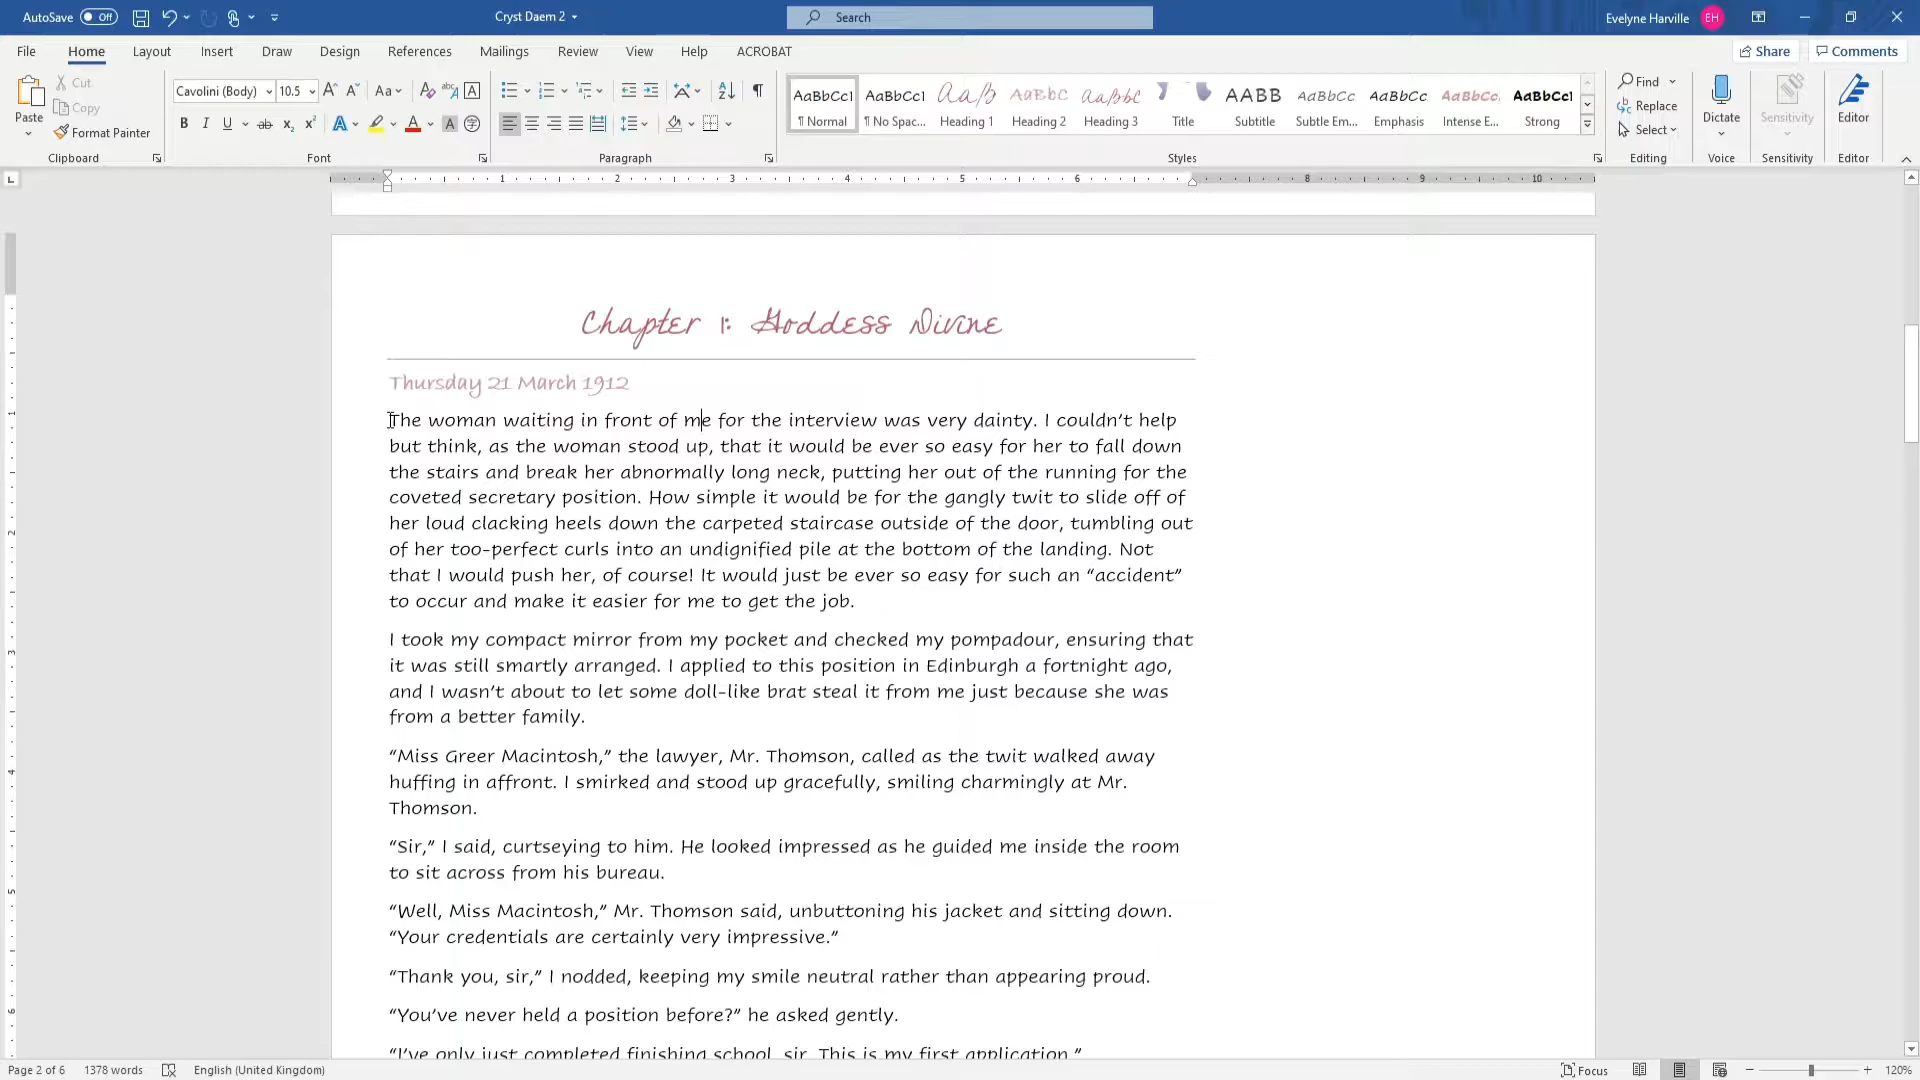 AutoSave Off Cryst Daem 2 Search Evelyne Harville EH
File Home Layout Insert Draw Design References Mailings Review View Help ACROBAT Share Comments
Paste Cut Copy Format Painter Clipboard
Cavolini (Body) 10.5 Font
Paragraph
AaBbCcI AaBbCcI Aa/b AaBbC AaBbC AABB AaBbCc AaBbCc AaBbCc. AaBbCcI
¶ Normal ¶ No Spac... Heading 1 Heading 2 Heading 3 Title Subtitle Subtle Em... Emphasis Intense E... Strong
Styles
Find Replace Select Editing
Dictate Voice
Sensitivity Sensitivity
Editor Editor
1 2 3 4 5 6 8 9 10
Chapter 1: Goddess Divine
Thursday 21 March 1912
The woman waiting in front of me for the interview was very dainty. I couldn’t help
but think, as the woman stood up, that it would be ever so easy for her to fall down
the stairs and break her abnormally long neck, putting her out of the running for the
coveted secretary position. How simple it would be for the gangly twit to slide off of
her loud clacking heels down the carpeted staircase outside of the door, tumbling out
of her too-perfect curls into an undignified pile at the bottom of the landing. Not
that I would push her, of course! It would just be ever so easy for such an “accident”
to occur and make it easier for me to get the job.
I took my compact mirror from my pocket and checked my pompadour, ensuring that
it was still smartly arranged. I applied to this position in Edinburgh a fortnight ago,
and I wasn’t about to let some doll-like brat steal it from me just because she was
from a better family.
“Miss Greer Macintosh,” the lawyer, Mr. Thomson, called as the twit walked away
huffing in affront. I smirked and stood up gracefully, smiling charmingly at Mr.
Thomson.
“Sir,” I said, curtseying to him. He looked impressed as he guided me inside the room
to sit across from his bureau.
“Well, Miss Macintosh,” Mr. Thomson said, unbuttoning his jacket and sitting down.
“Your credentials are certainly very impressive.”
“Thank you, sir,” I nodded, keeping my smile neutral rather than appearing proud.
“You’ve never held a position before?” he asked gently.
“I’ve only just completed finishing school, sir. This is my first application.”
Page 2 of 6 1378 words English (United Kingdom) Focus 120%